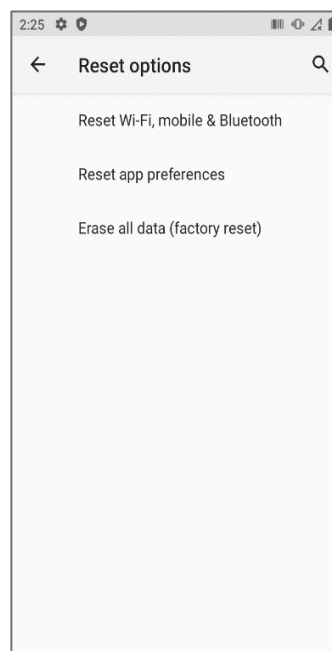 2:25
Reset options
Reset Wi-Fi, mobile & Bluetooth
Reset app preferences
Erase all data (factory reset)